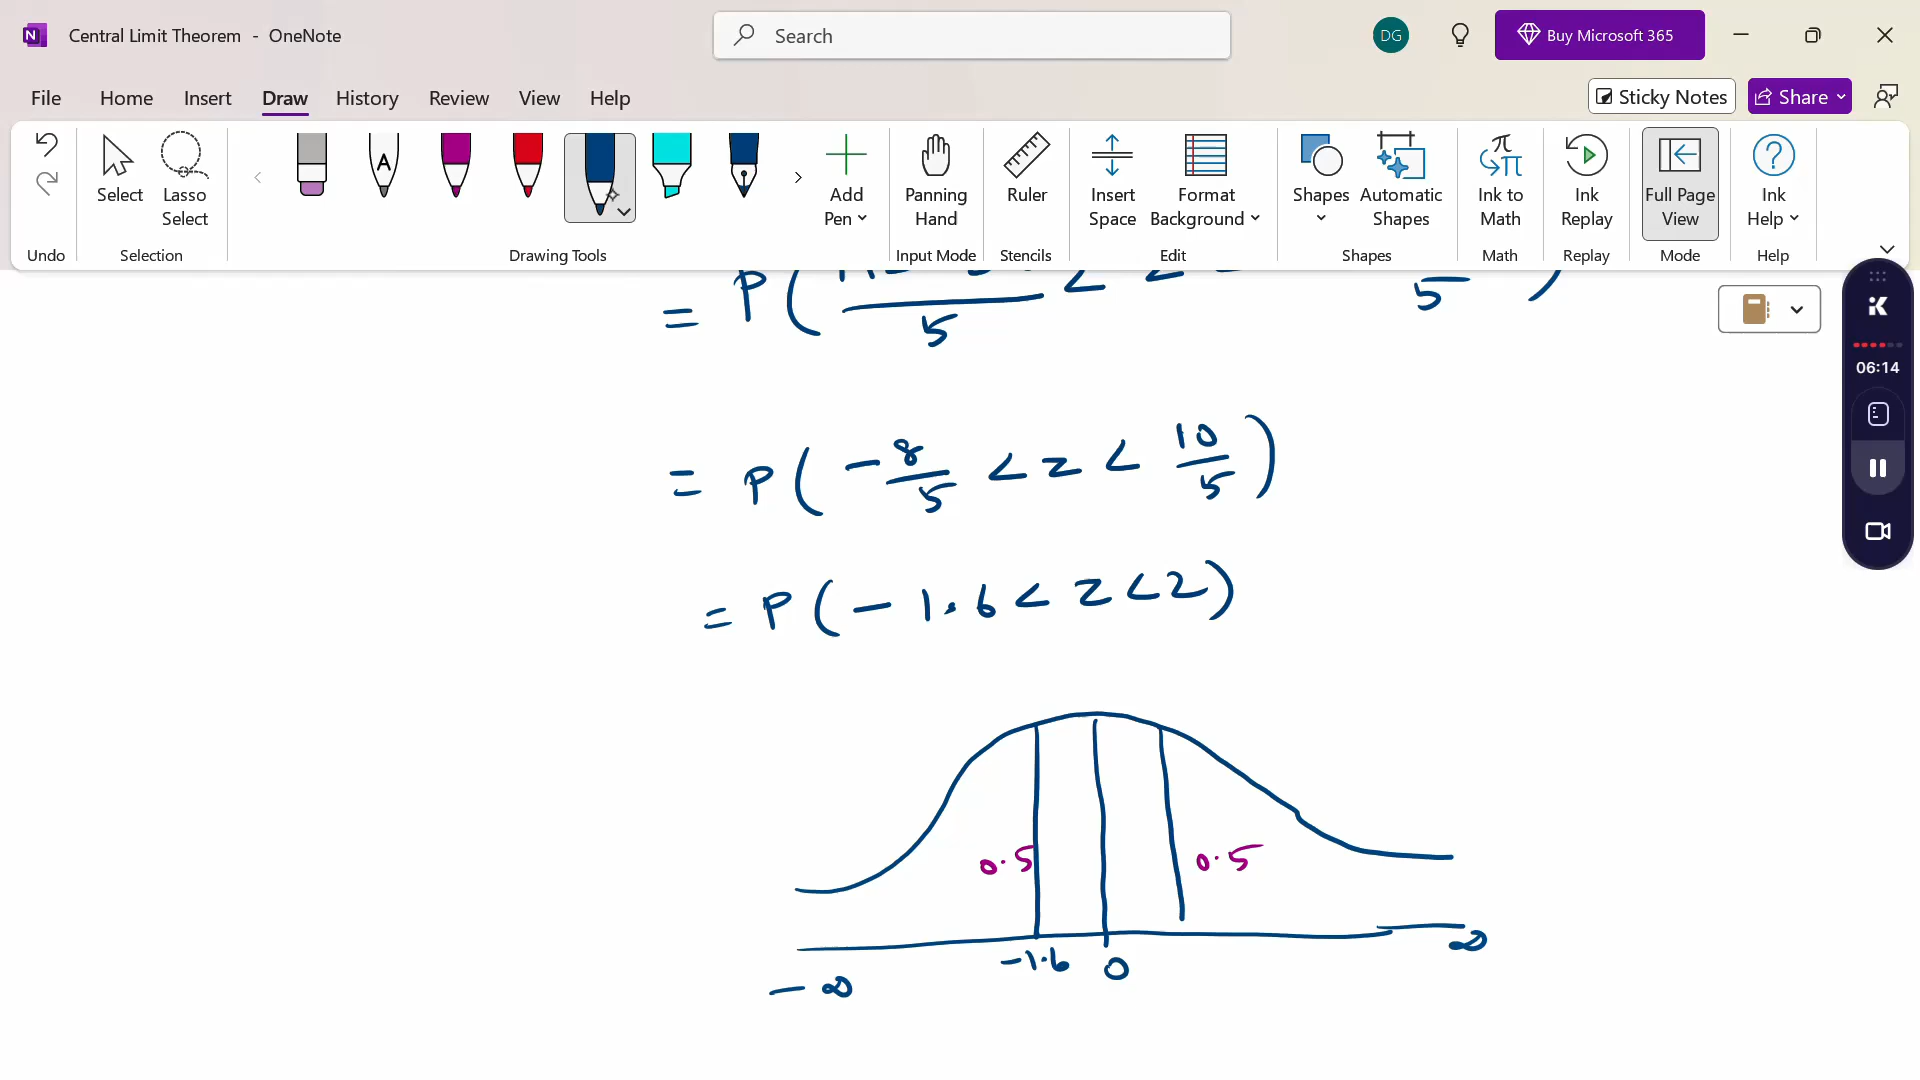 Central Limit Theorem - OneNote
Search
DG
Buy Microsoft 365
File Home Insert Draw History Review View Help
Sticky Notes
Share
Select
Lasso Select
A
Add Pen
Panning Hand
Ruler
Insert Space
Format Background
Shapes
Automatic Shapes
Ink to Math
Ink Replay
Full Page View
Ink Help
Undo Selection Drawing Tools Input Mode Stencils Edit Shapes Math Replay Mode Help
06:14
= P( / 5 < z / 5 )
= P( -8/5 < z < 10/5 )
= P( -1.6 < z < 2 )
0.5 0.5
-∞ -1.6 0 ∞